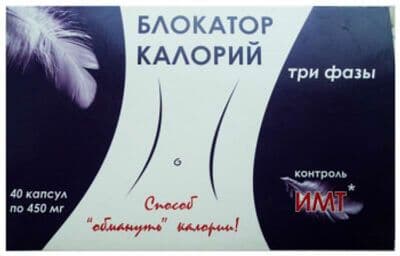 БЛОКАТОР
КАЛОРИЙ
три фазы
40 капсул
по 450 мг
контроль
ИМТ*
Способ
"обмануть" калории!